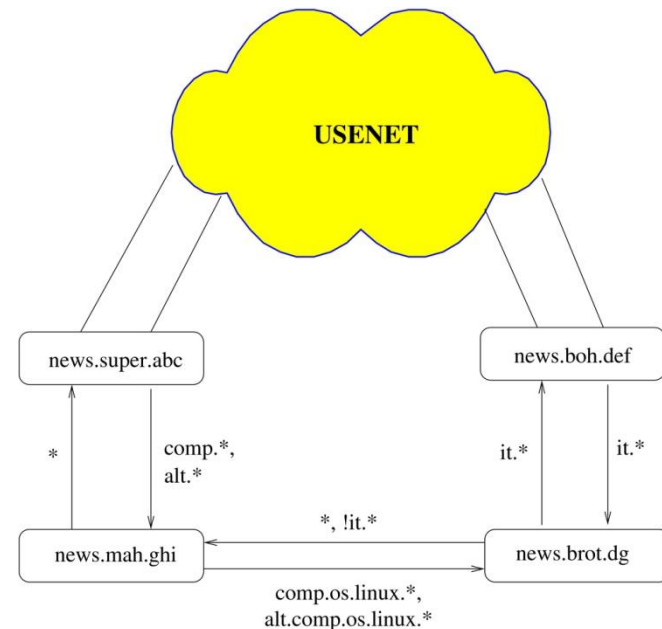 USENET
news.super.abc
news.boh.def
*
comp.*,
alt.*
it.*
it.*
*, !it.*
news.mah.ghi
news.brot.dg
comp.os.linux.*,
alt.comp.os.linux.*